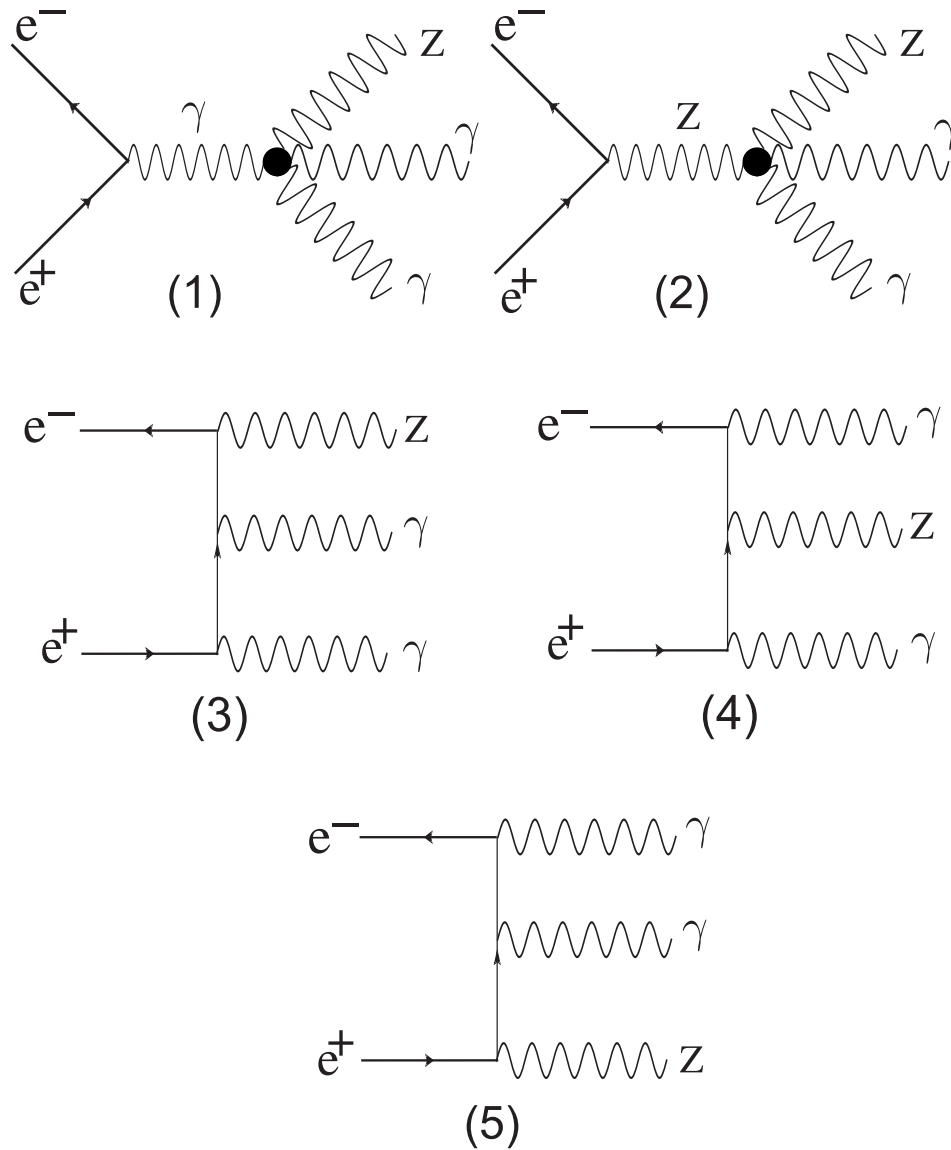 e⁻ Z e⁻ Z
γ γ Z γ
e⁺ γ e⁺ γ
(1) (2)
e⁻ Z e⁻ γ
γ Z
e⁺ γ e⁺ γ
(3) (4)
e⁻ γ
γ
e⁺ Z
(5)